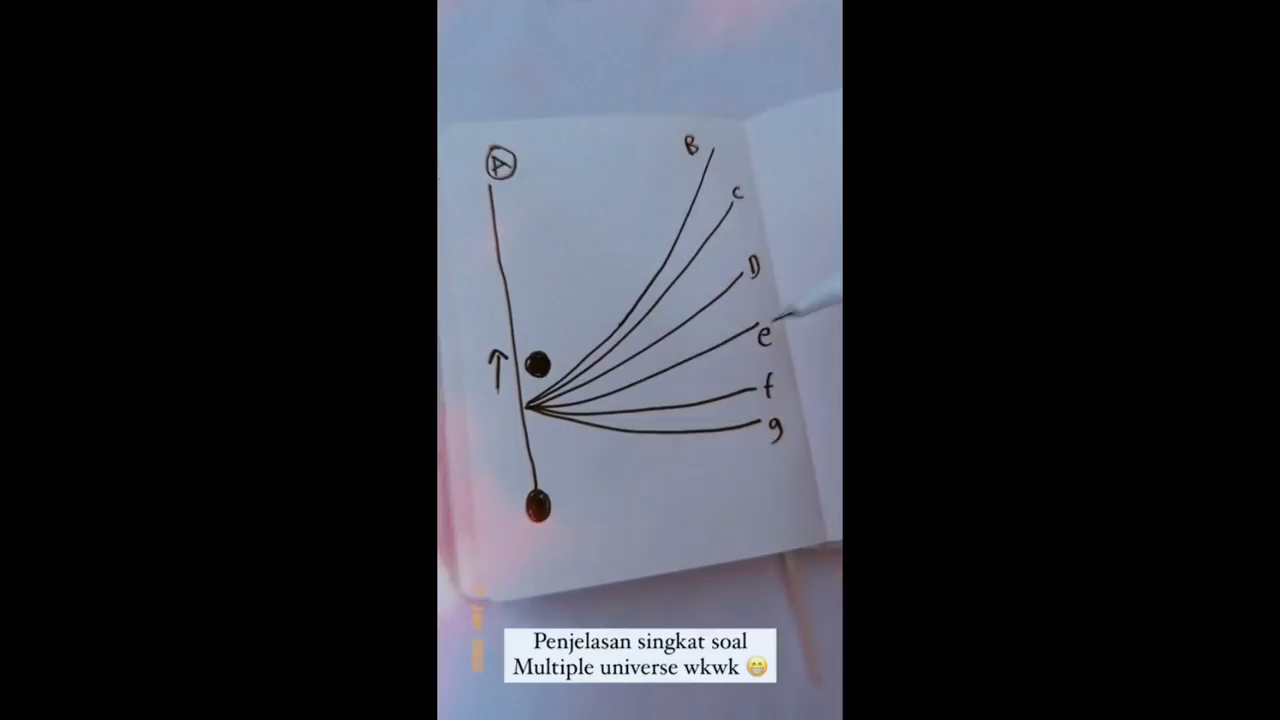 A
B
C
D
e
f
g
Penjelasan singkat soal
Multiple universe wkwk 😁